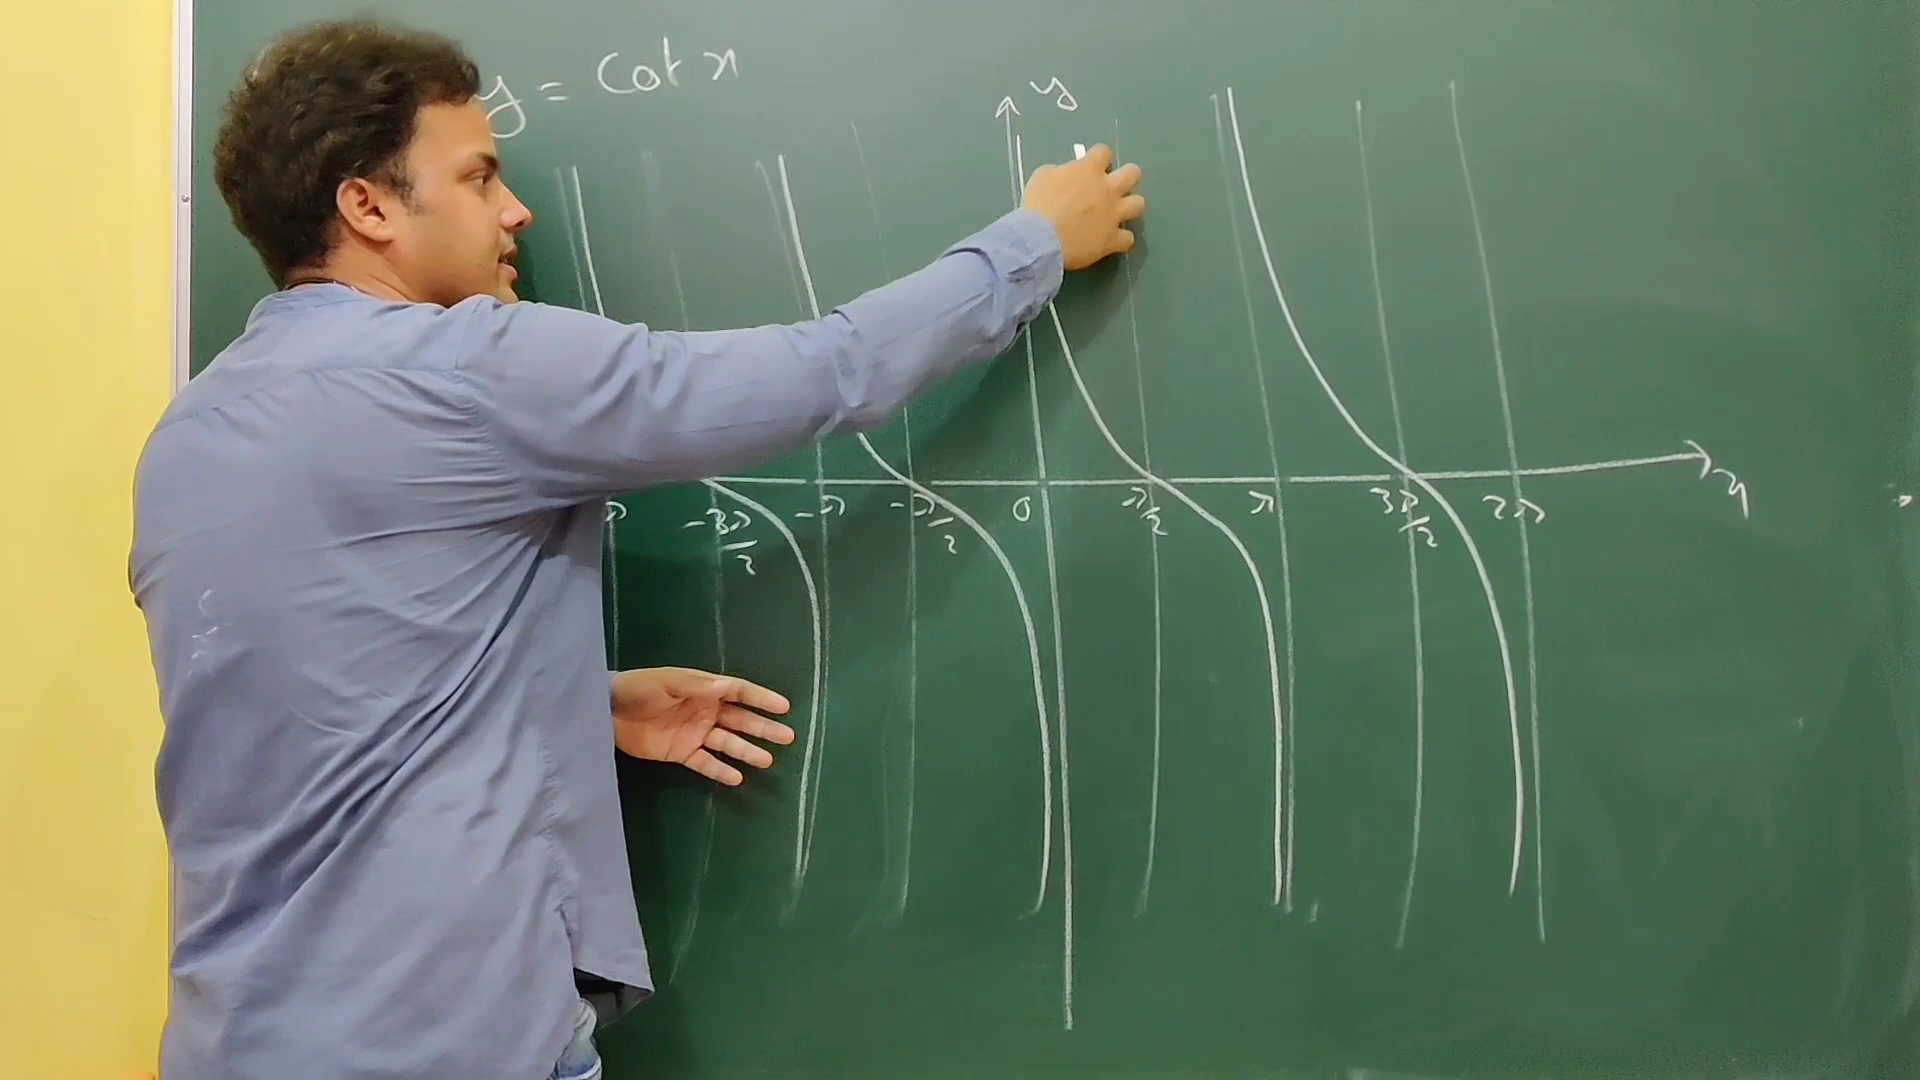 y = cot x
y
π -3π/2 -π -π/2 0 π/2 π 3π/2 2π x